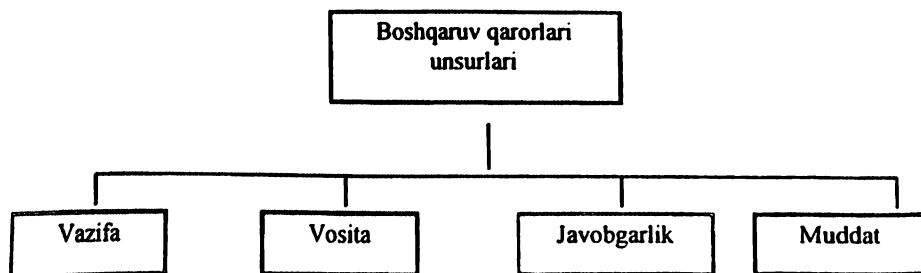 Boshqaruv qarorlari
unsurlari
Vazifa
Vosita
Javobgarlik
Muddat